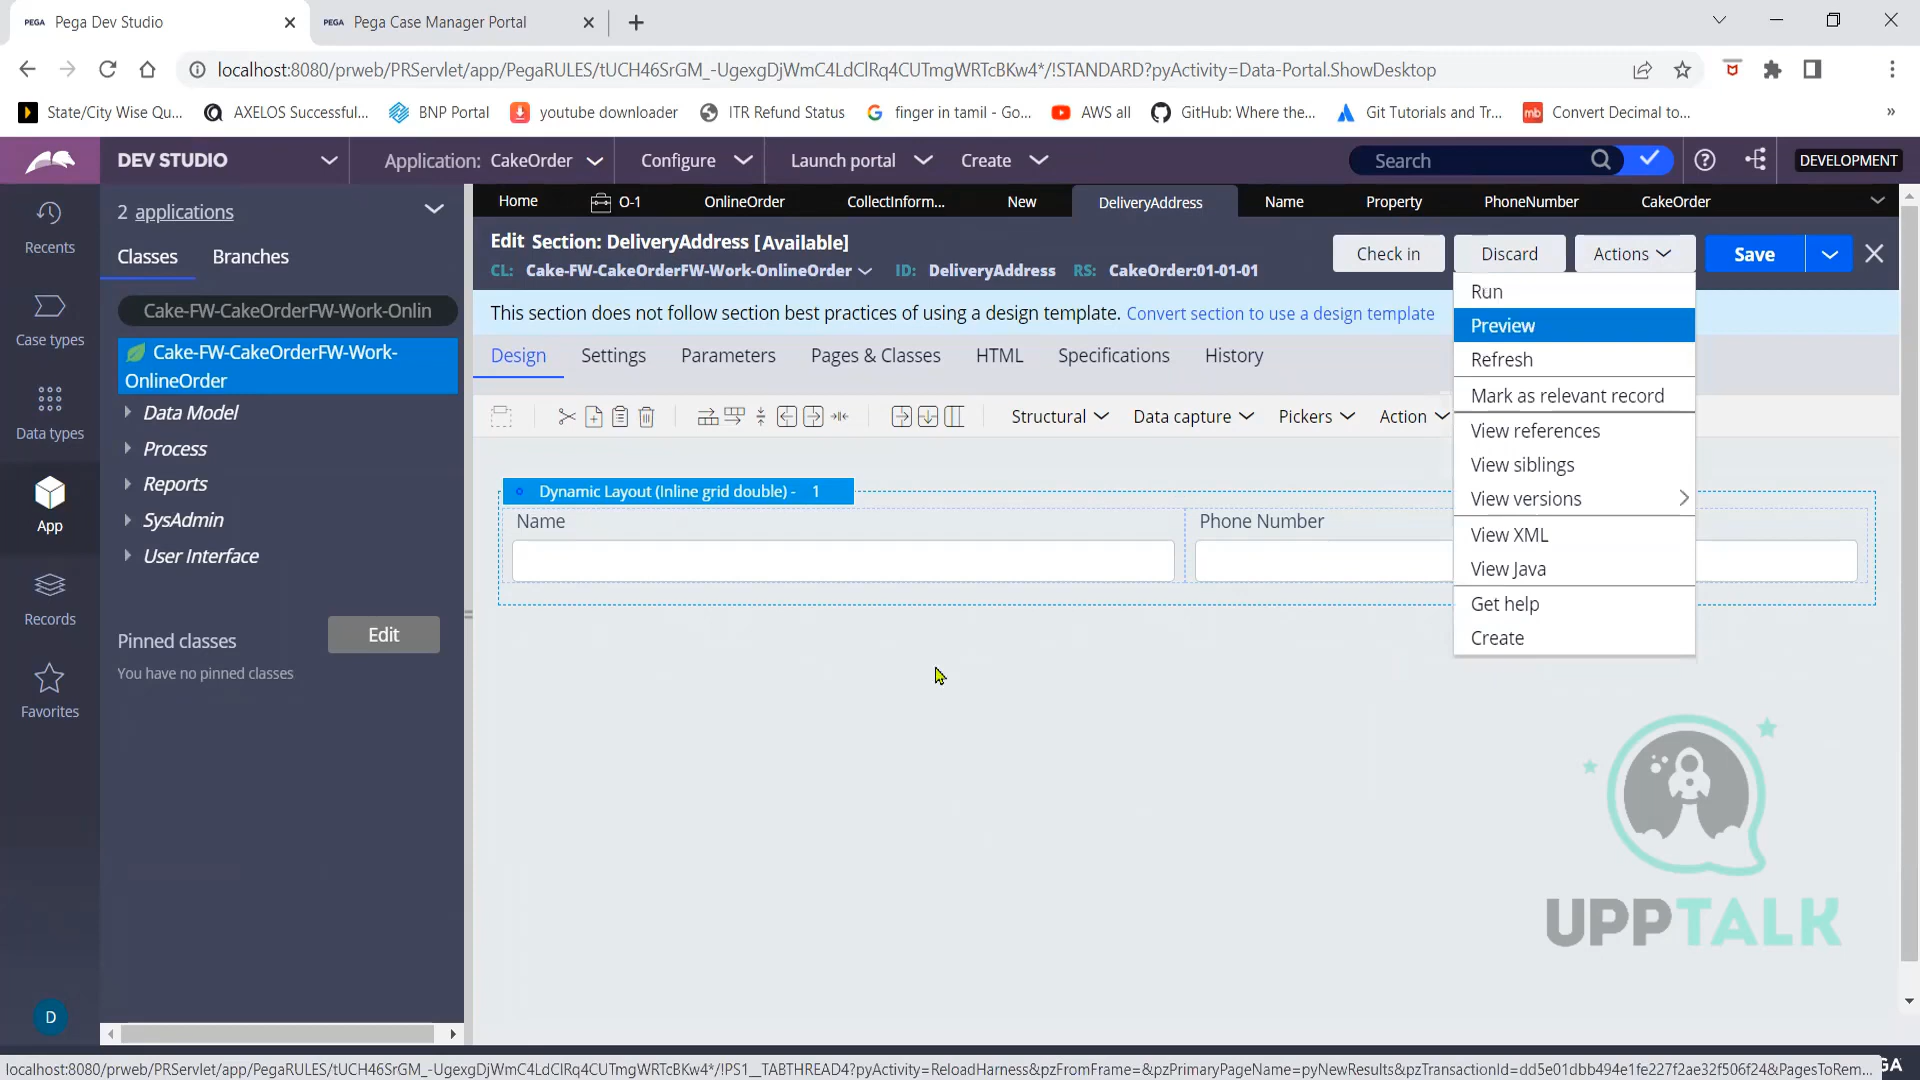 PEGA Pega Dev Studio
PEGA Pega Case Manager Portal
localhost:8080/prweb/PRServlet/app/PegaRULES/tUCH46SrGM_-UgexgDjWmC4LdClRq4CUTmgWRTcBKw4*/!STANDARD?pyActivity=Data-Portal.ShowDesktop
State/City Wise Qu... AXELOS Successful... BNP Portal youtube downloader ITR Refund Status finger in tamil - Go... AWS all GitHub: Where the... Git Tutorials and Tr... mb Convert Decimal to... »
DEV STUDIO Application: CakeOrder Configure Launch portal Create Search DEVELOPMENT
Recents
Case types
Data types
App
Records
Favorites
D
2 applications
Classes Branches
Cake-FW-CakeOrderFW-Work-Onlin
Cake-FW-CakeOrderFW-Work-
OnlineOrder
Data Model
Process
Reports
SysAdmin
User Interface
Pinned classes Edit
You have no pinned classes
Home O-1 OnlineOrder CollectInform... New DeliveryAddress Name Property PhoneNumber CakeOrder
Edit Section: DeliveryAddress [Available]
CL: Cake-FW-CakeOrderFW-Work-OnlineOrder ID: DeliveryAddress RS: CakeOrder:01-01-01
Check in Discard Actions Save
This section does not follow section best practices of using a design template. Convert section to use a design template
Design Settings Parameters Pages & Classes HTML Specifications History
Structural Data capture Pickers Action
Dynamic Layout (Inline grid double) - 1
Name Phone Number
Run
Preview
Refresh
Mark as relevant record
View references
View siblings
View versions
View XML
View Java
Get help
Create
UPPTALK
localhost:8080/prweb/PRServlet/app/PegaRULES/tUCH46SrGM_-UgexgDjWmC4LdClRq4CUTmgWRTcBKw4*/!PS1__TABTHREAD4?pyActivity=ReloadHarness&pzFromFrame=&pzPrimaryPageName=pyNewResults&pzTransactionId=dd5e01dbb494e1fe227f2ae32f506f24&PagesToRem...